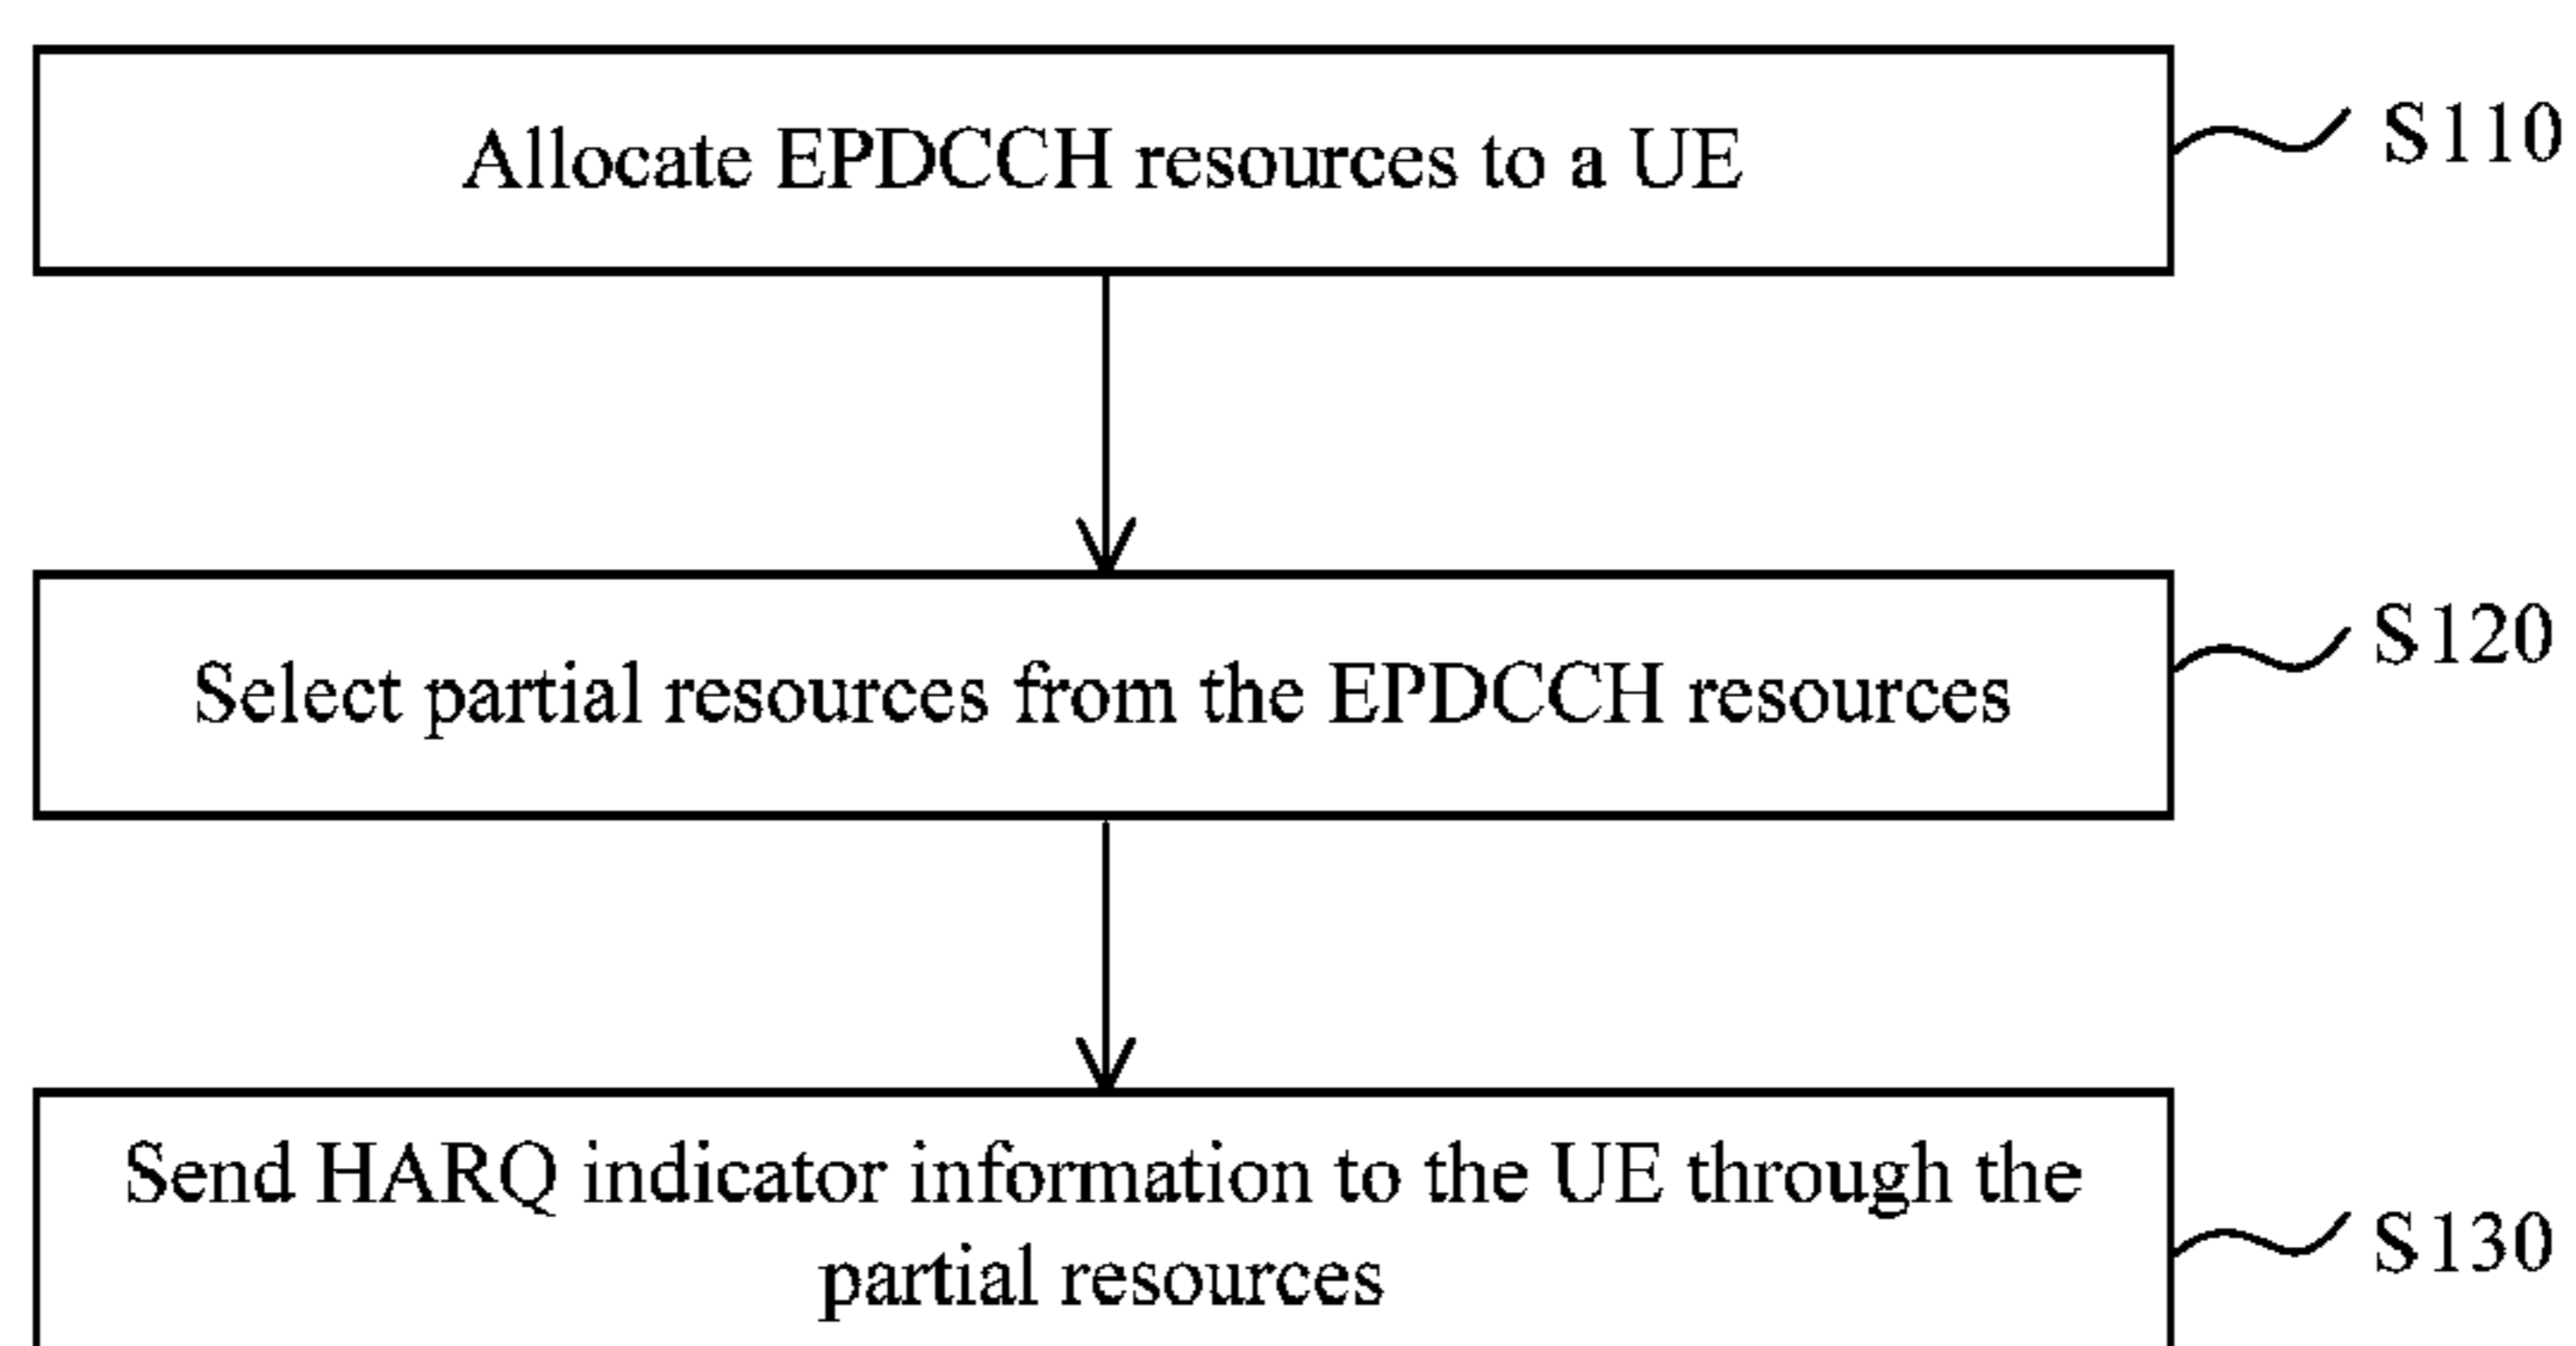 Allocate EPDCCH resources to a UE
S110
Select partial resources from the EPDCCH resources
S120
Send HARQ indicator information to the UE through the
partial resources
S130